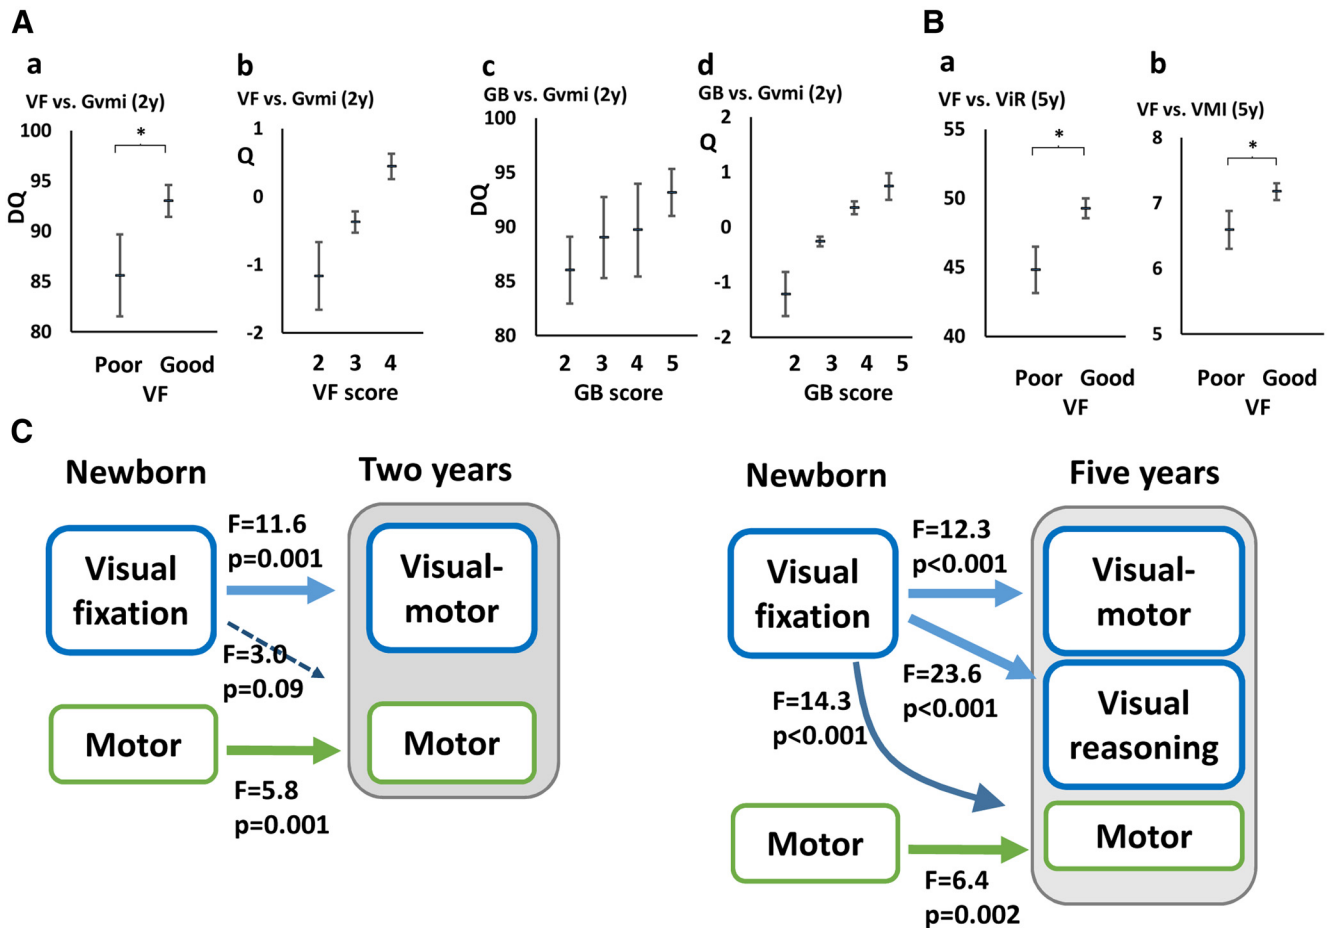 A
B
a
VF vs. Gvmi (2y)
100
95
90
85
80
DQ
*
Poor Good
VF
b
VF vs. Gvmi (2y)
1
Q
0
-1
-2
2 3 4
VF score
c
GB vs. Gvmi (2y)
100
95
90
85
80
DQ
2 3 4 5
GB score
d
GB vs. Gvmi (2y)
2
Q
1
0
-1
-2
2 3 4 5
GB score
a
VF vs. ViR (5y)
55
50
45
40
*
Poor Good
VF
b
VF vs. VMI (5y)
8
7
6
5
*
Poor Good
VF
C
Newborn
Two years
Visual
fixation
F=11.6
p=0.001
Visual-
motor
F=3.0
p=0.09
Motor
Motor
F=5.8
p=0.001
Newborn
Five years
Visual
fixation
F=12.3
p<0.001
Visual-
motor
F=23.6
p<0.001
F=14.3
p<0.001
Visual
reasoning
Motor
Motor
F=6.4
p=0.002